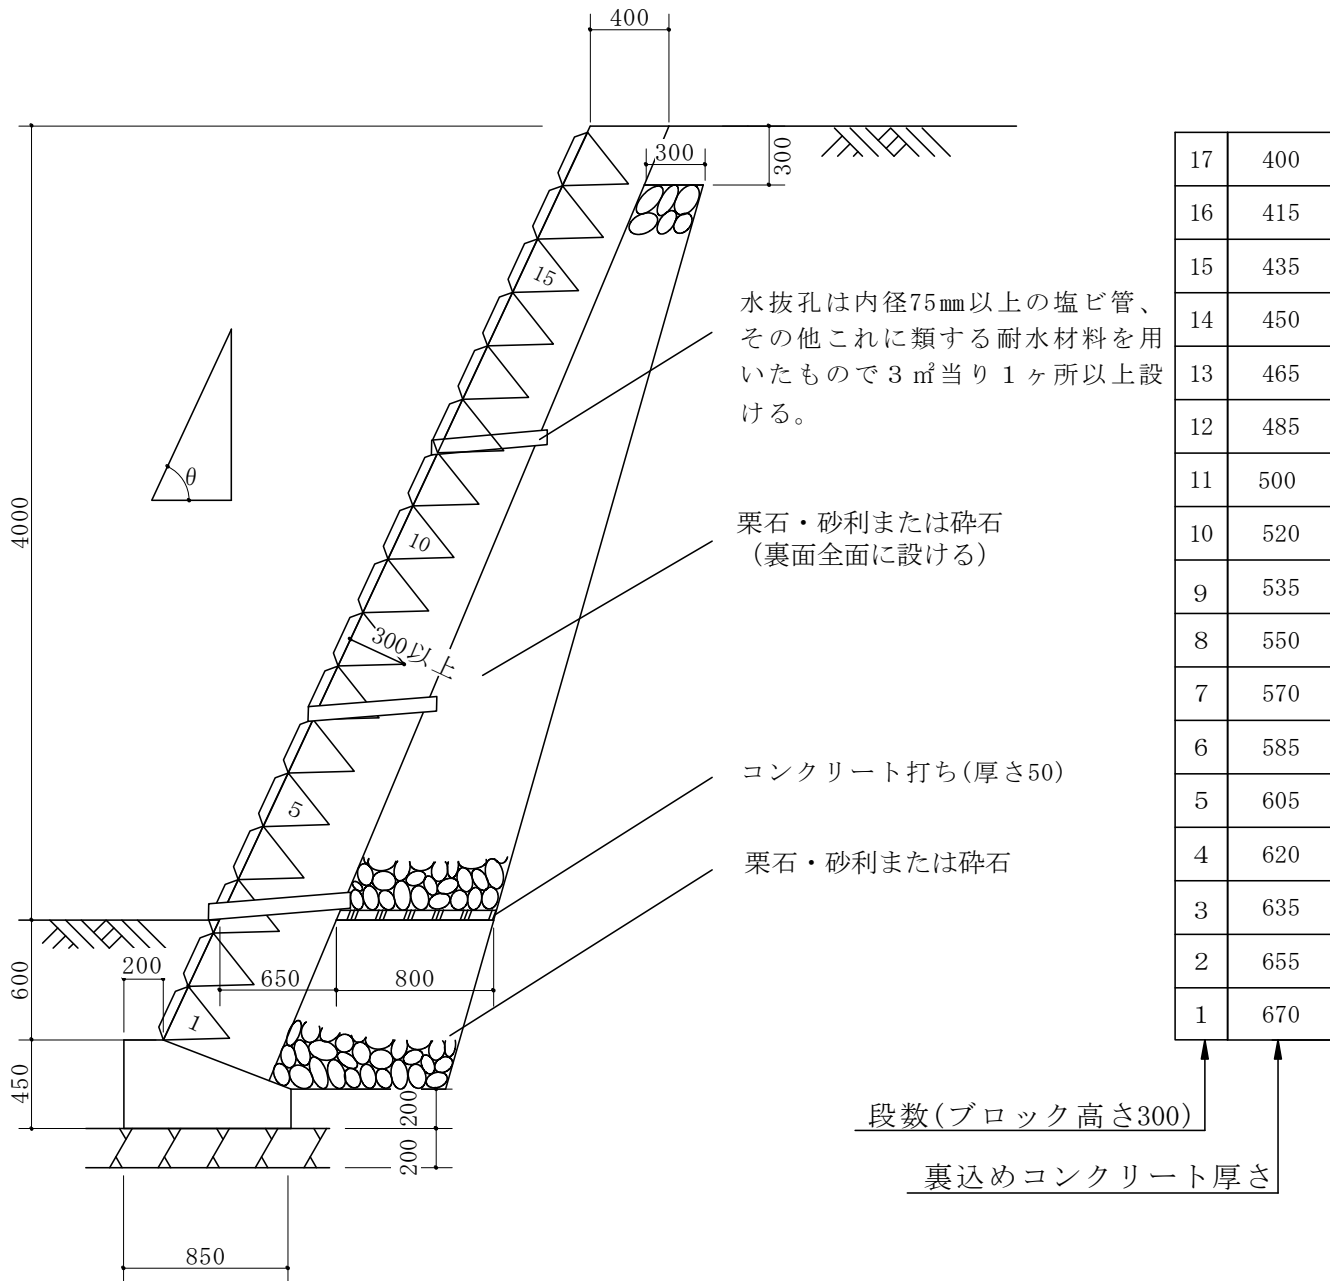 400
300
300
水抜孔は内径75㎜以上の塩ビ管、
その他これに類する耐水材料を用
いたもので３㎡当り１ヶ所以上設
ける。
θ
15
10
300以上
5
1
4000
栗石・砂利または砕石
(裏面全面に設ける)
コンクリート打ち(厚さ50)
栗石・砂利または砕石
600
200
650
800
450
200
200
850
17 400
16 415
15 435
14 450
13 465
12 485
11 500
10 520
9 535
8 550
7 570
6 585
5 605
4 620
3 635
2 655
1 670
段数(ブロック高さ300)
裏込めコンクリート厚さ